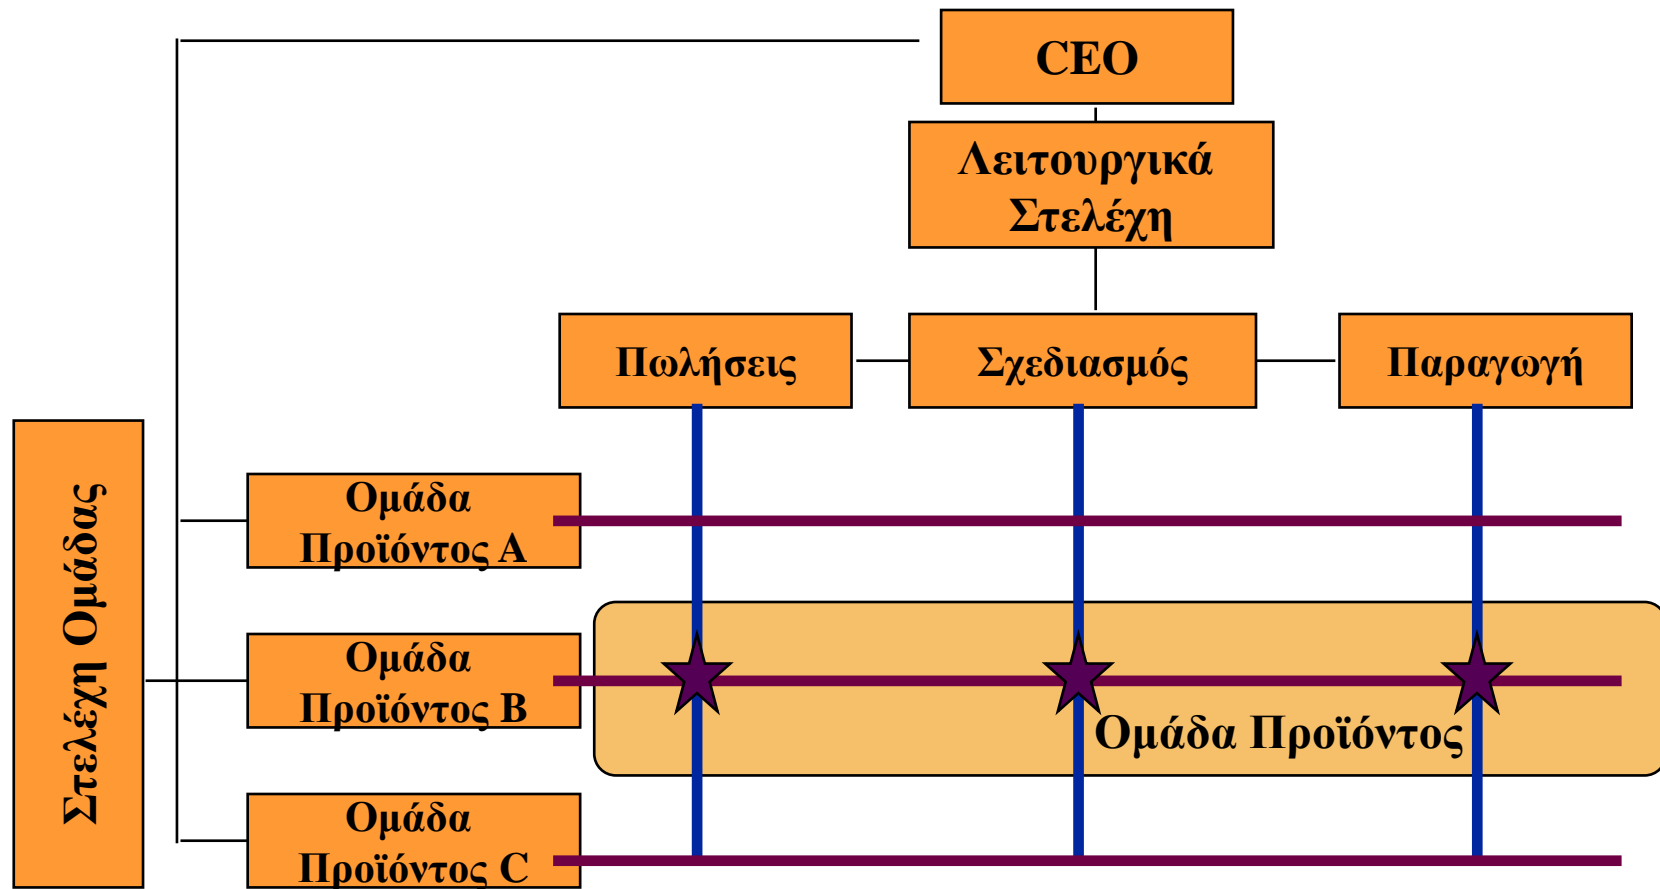 CEO
Λειτουργικά
Στελέχη
Πωλήσεις
Σχεδιασμός
Παραγωγή
Στελέχη Ομάδας
Ομάδα
Προϊόντος Α
Ομάδα
Προϊόντος Β
Ομάδα Προϊόντος
Ομάδα
Προϊόντος C